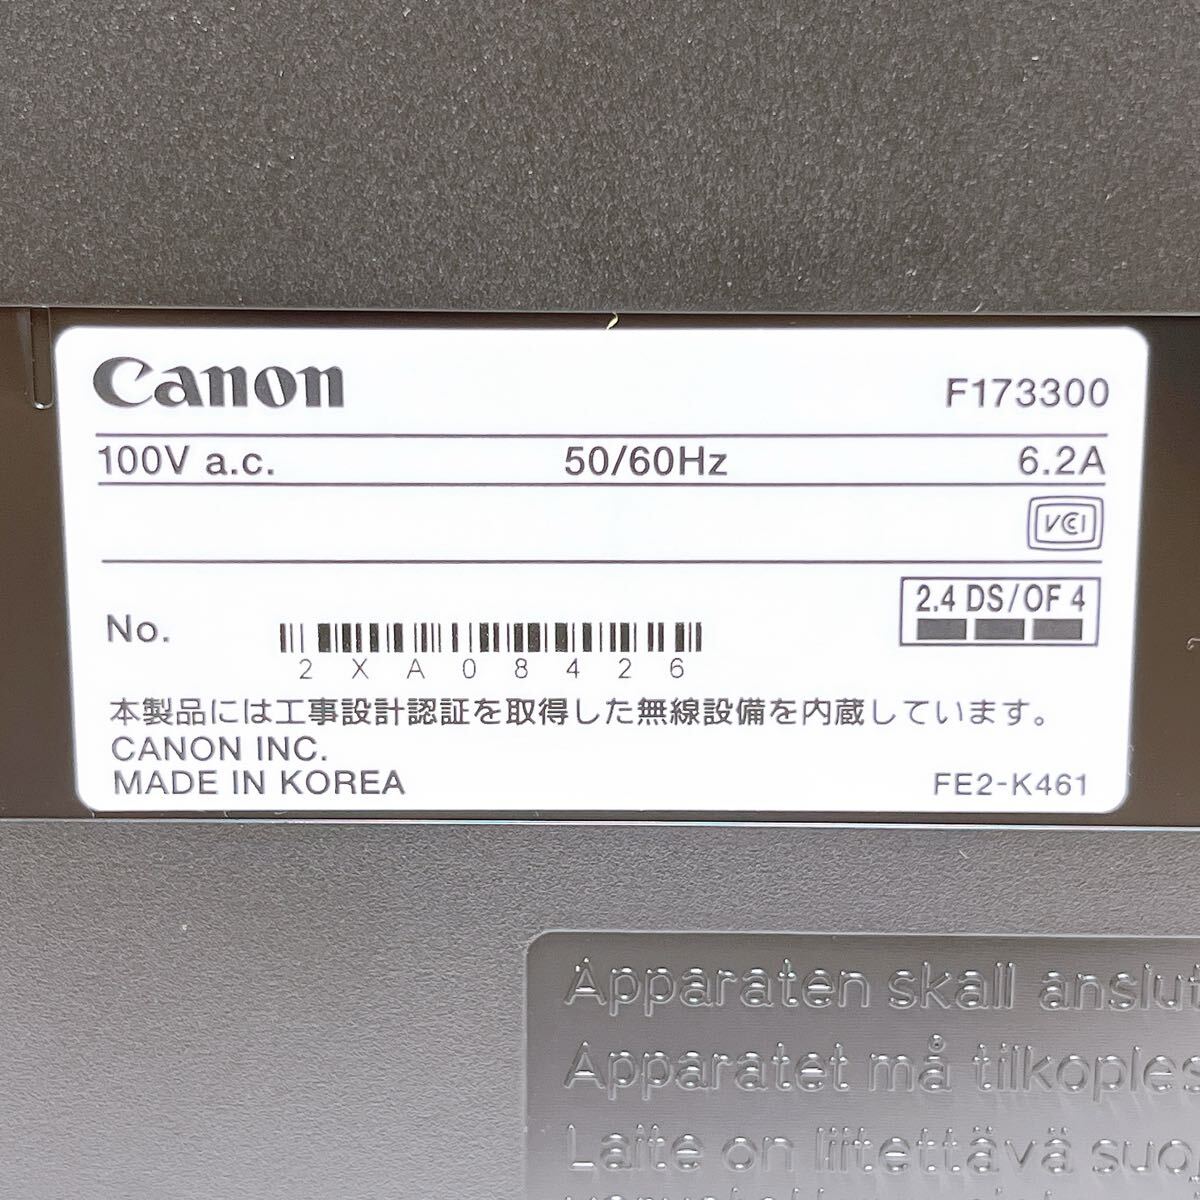 Canon F173300
100V a.c. 50/60Hz 6.2A
VCI
2.4 DS/OF 4
No.
2XA08426
本製品には工事設計認証を取得した無線設備を内蔵しています。
CANON INC.
MADE IN KOREA FE2-K461
Apparaten skall anslut
Apparatet må tilkoples
Laite on liitettävä suoj